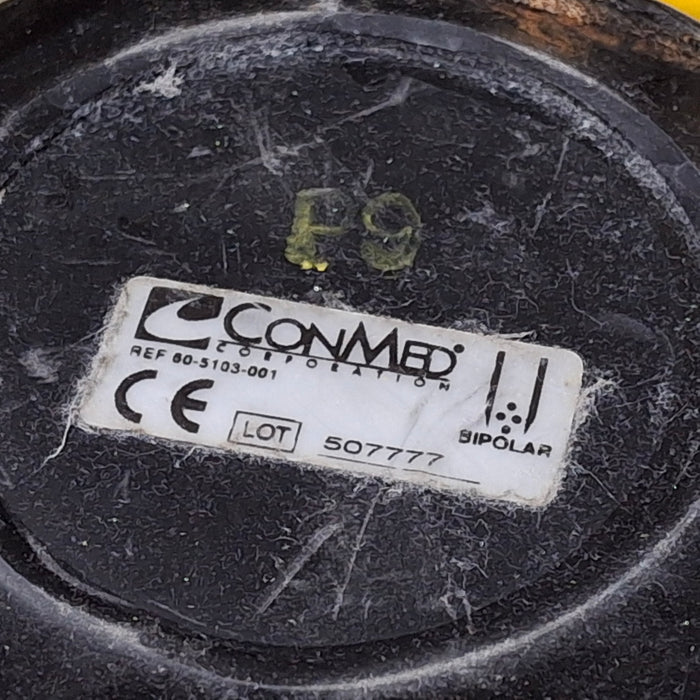 F9
CONMED®
CORPORATION
REF 60-5103-001
CE
LOT 507777
BIPOLAR